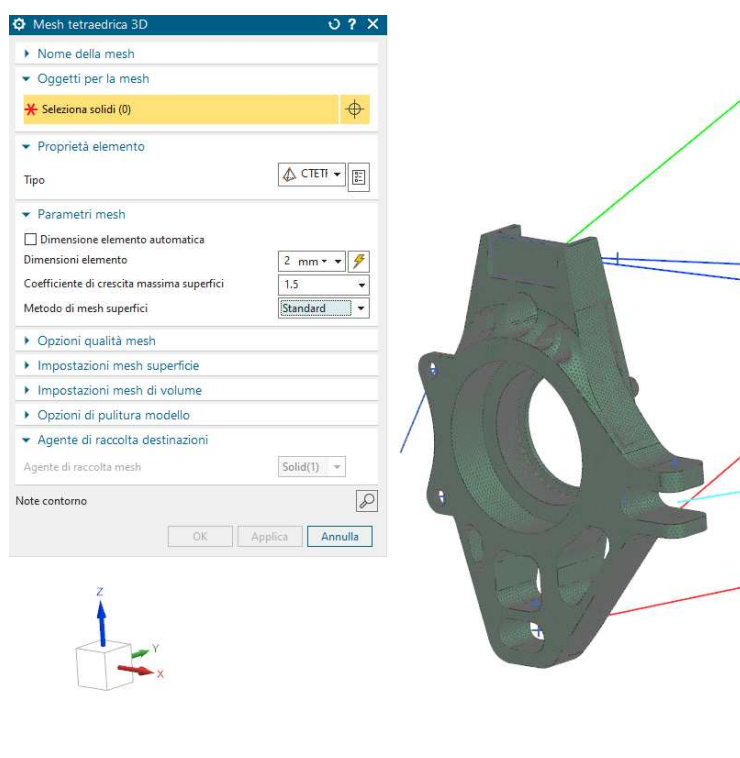 Mesh tetraedrica 3D
Nome della mesh
Oggetti per la mesh
Seleziona solidi (0)
Proprietà elemento
Tipo
Parametri mesh
Dimensione elemento automatica
Dimensioni elemento 2 mm
Coefficiente di crescita massima superfici 1.5
Metodo di mesh superfici Standard
Opzioni qualità mesh
Impostazioni mesh superficie
Impostazioni mesh di volume
Opzioni di pulitura modello
Agente di raccolta destinazioni
Agente di raccolta mesh Solid(1)
Note contorno
OK Applica Annulla
Z
Y
X